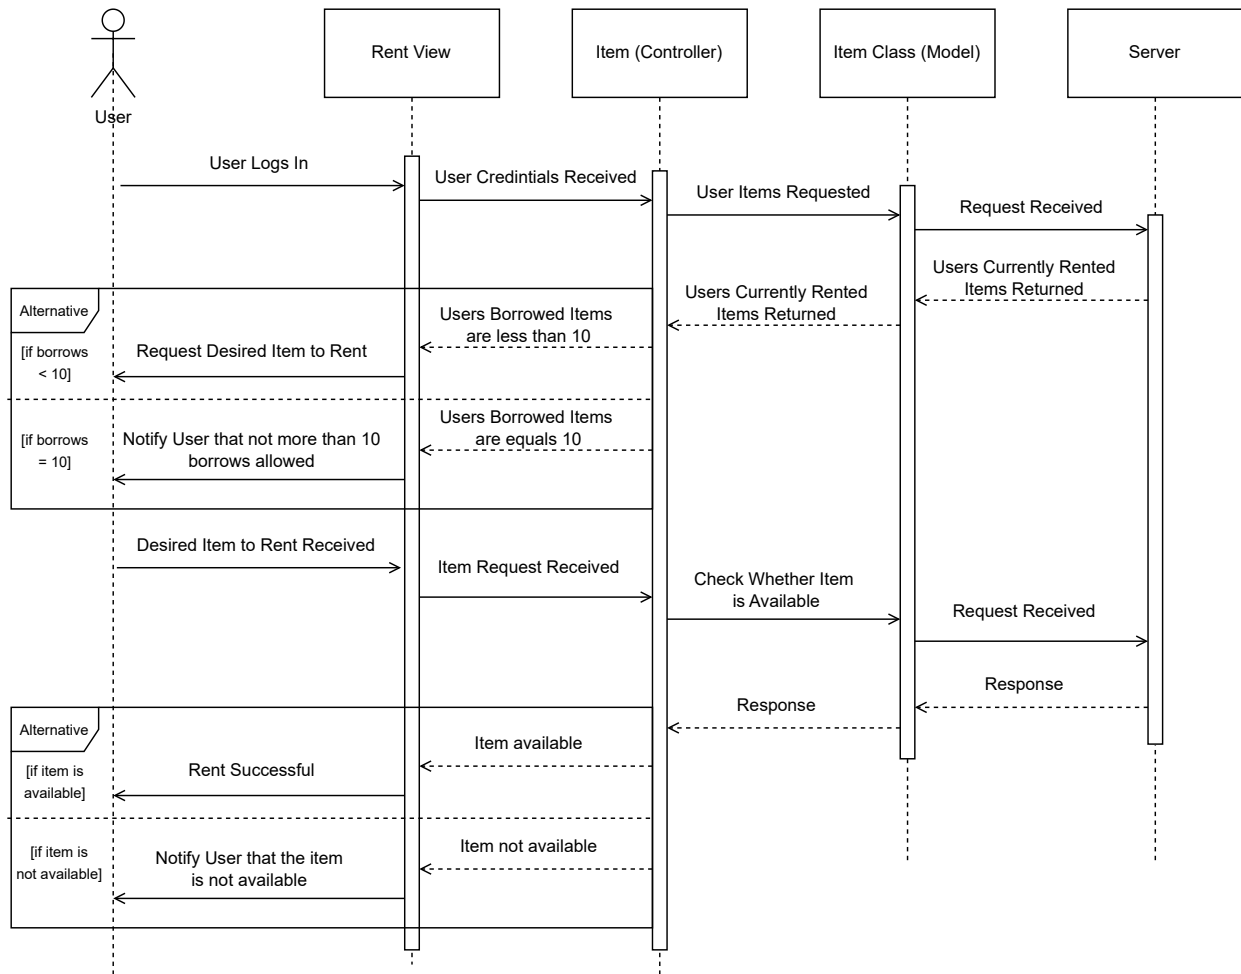 Rent View
Item (Controller)
Item Class (Model)
Server
User
User Logs In
User Credintials Received
User Items Requested
Request Received
Users Currently Rented
Items Returned
Users Currently Rented
Items Returned
Alternative
Users Borrowed Items
are less than 10
[if borrows
< 10]
Request Desired Item to Rent
Users Borrowed Items
are equals 10
[if borrows
= 10]
Notify User that not more than 10
borrows allowed
Desired Item to Rent Received
Item Request Received
Check Whether Item
is Available
Request Received
Response
Response
Alternative
Item available
[if item is
available]
Rent Successful
Item not available
[if item is
not available]
Notify User that the item
is not available